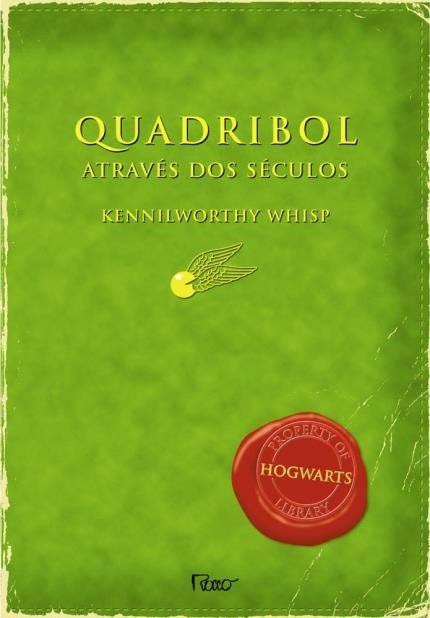 QUADRIBOL
ATRAVÉS DOS SÉCULOS
KENNILWORTHY WHISP
PROPERTY OF
HOGWARTS
LIBRARY
Rocco